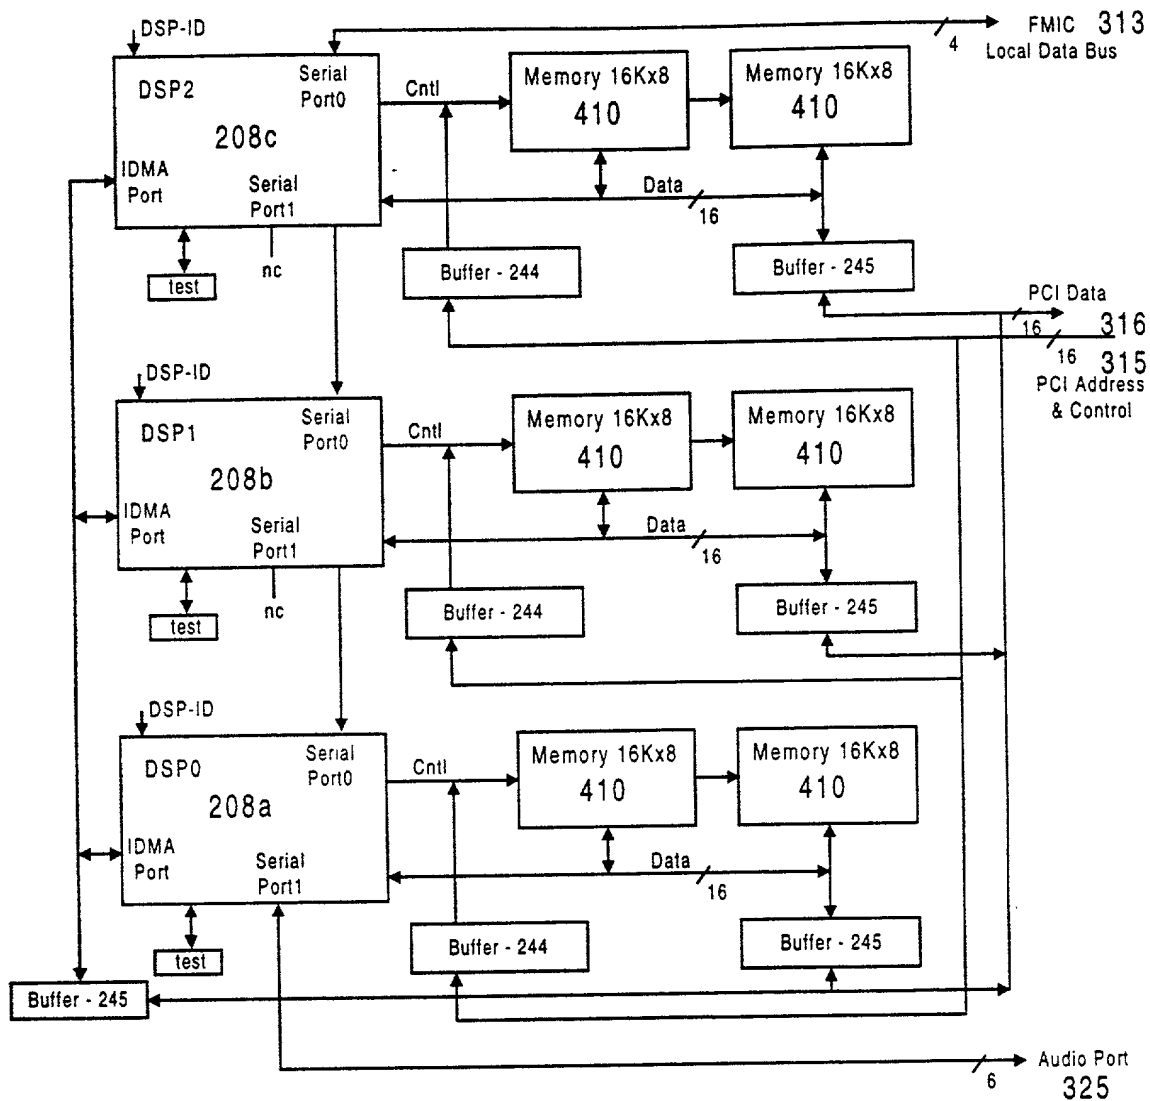 DSP-ID
4
FMIC 313
Local Data Bus
DSP2
Serial
Port0
Cntl
Memory 16Kx8
410
Memory 16Kx8
410
208c
IDMA
Port
Serial
Port1
Data
16
nc
test
Buffer - 244
Buffer - 245
PCI Data
16
316
16
315
PCI Address
& Control
DSP-ID
DSP1
Serial
Port0
Cntl
Memory 16Kx8
410
Memory 16Kx8
410
208b
IDMA
Port
Serial
Port1
Data
16
nc
test
Buffer - 244
Buffer - 245
DSP-ID
DSP0
Serial
Port0
Cntl
Memory 16Kx8
410
Memory 16Kx8
410
208a
IDMA
Port
Serial
Port1
Data
16
test
Buffer - 244
Buffer - 245
Buffer - 245
6
Audio Port
325